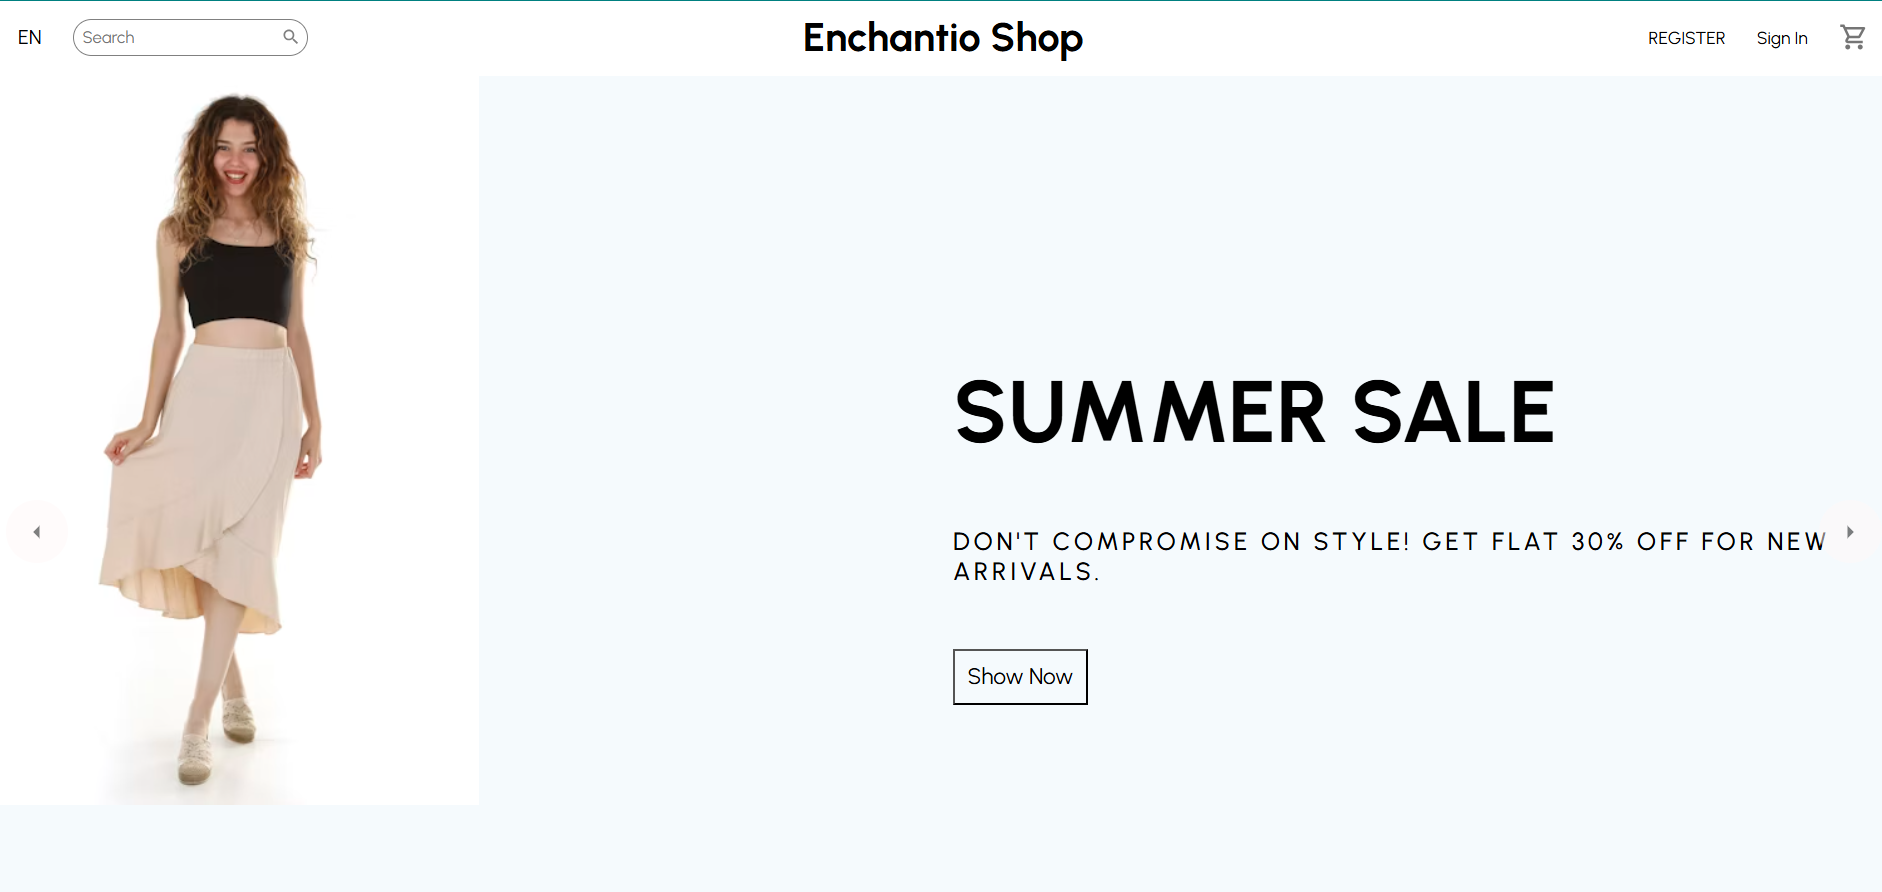 EN
Search
Enchantio Shop
REGISTER
Sign In
SUMMER SALE
DON'T COMPROMISE ON STYLE! GET FLAT 30% OFF FOR NEW
ARRIVALS.
Show Now